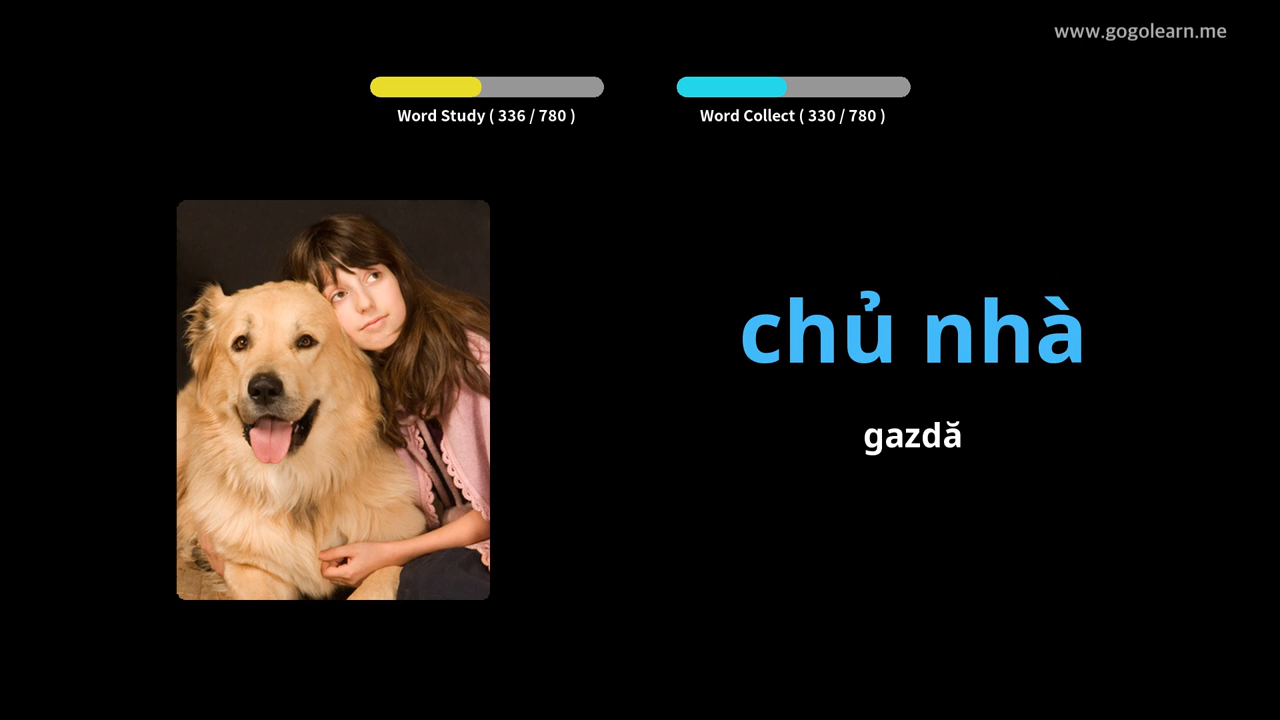 www.gogolearn.me
Word Study ( 336 / 780 )
Word Collect ( 330 / 780 )
chủ nhà
gazdă